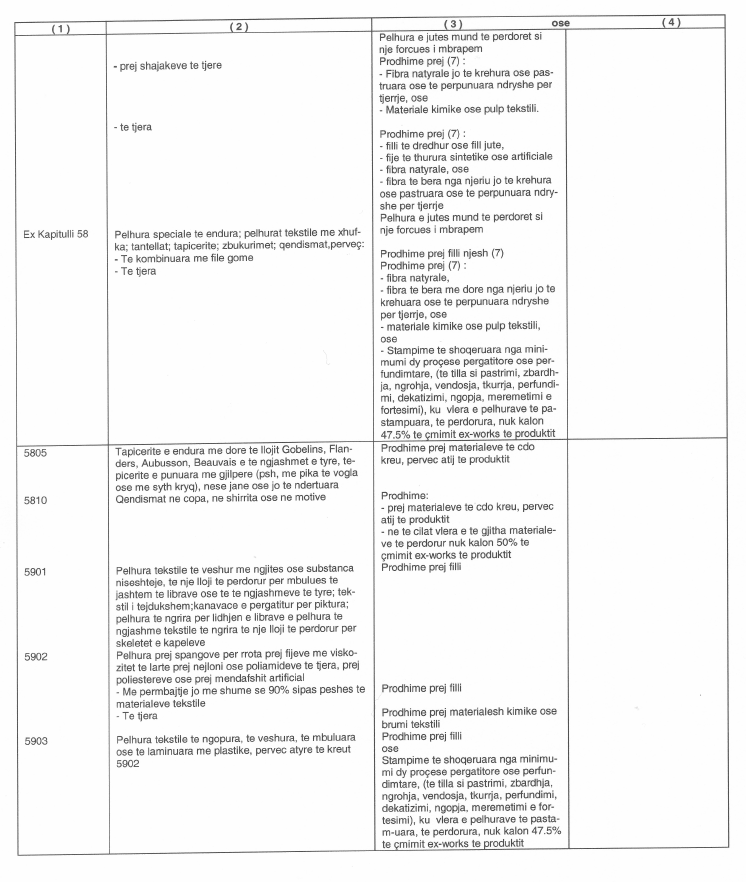 ( 1 ) ( 2 ) ( 3 ) ose ( 4 )
Pelhura e jutes mund te perdoret si
nje forcues i mbrapem
- prej shajakeve te tjere
Prodhime prej (7) :
- Fibra natyrale jo te krehura ose pas-
truara ose te perpunuara ndryshe per
tjerrje, ose
- Materiale kimike ose pulp tekstili.
- te tjera
Prodhime prej (7) :
- filli te dredhur ose fill jute,
- fije te thurura sintetike ose artificiale
- fibra natyrale, ose
- fibra te bera nga njeriu jo te krehura
ose pastruara ose te perpunuara ndry-
she per tjerrje
Pelhura e jutes mund te perdoret si
nje forcues i mbrapem
Ex Kapitulli 58
Pelhura speciale te endura; pelhurat tekstile me xhuf-
ka; tantellat; tapicerite; zbukurimet; qendismat,perveç:
- Te kombinuara me file gome
- Te tjera
Prodhime prej filli njesh (7)
Prodhime prej (7) :
- fibra natyrale,
- fibra te bera me dore nga njeriu jo te
krehuara ose te perpunuara ndryshe
per tjerrje, ose
- materiale kimike ose pulp tekstili,
ose
- Stampime te shoqeruara nga mini-
mumi dy proçese pergatitore ose per-
fundimtare, (te tilla si pastrimi, zbardh-
ja, ngrohja, vendosja, tkurrja, perfundi-
mi, dekatizimi, ngopja, meremetimi e
fortesimi), ku vlera e pelhurave te pa-
stampuara, te perdorura, nuk kalon
47.5% te çmimit ex-works te produktit
5805
Tapicerite e endura me dore te llojit Gobelins, Flan-
ders, Aubusson, Beauvais e te ngjashmet e tyre, te-
picerite e punuara me gjilpere (psh, me pika te vogla
ose me syth kryq), nese jane ose jo te ndertuara
Prodhime prej materialeve te cdo
kreu, pervec atij te produktit
5810
Qendismat ne copa, ne shirrita ose ne motive
Prodhime:
- prej materialeve te cdo kreu, pervec
atij te produktit
- ne te cilat vlera e te gjitha materiale-
ve te perdorur nuk kalon 50% te
çmimit ex-works te produktit
5901
Pelhura tekstile te veshur me ngjites ose substanca
niseshteje, te nje lloji te perdorur per mbulues te
jashtem te librave ose te te ngjashmeve te tyre; tek-
stil i tejdukshem;kanavace e pergatitur per piktura;
pelhura te ngrira per lidhjen e librave e pelhura te
ngjashme tekstile te ngrira te nje lloji te perdorur per
skeletet e kapeleve
Prodhime prej filli
5902
Pelhura prej spangove per rrota prej fijeve me visko-
zitet te larte prej nejloni ose poliamideve te tjera, prej
poliestereve ose prej mendafshit artificial
- Me permbajtje jo me shume se 90% sipas peshes te
materialeve tekstile
- Te tjera
Prodhime prej filli
Prodhime prej materialesh kimike ose
brumi tekstili
5903
Pelhura tekstile te ngopura, te veshura, te mbuluara
ose te laminuara me plastike, pervec atyre te kreut
5902
Prodhime prej filli
ose
Stampime te shoqeruara nga minimu-
mi dy proçese pergatitore ose perfun-
dimtare, (te tilla si pastrimi, zbardhja,
ngrohja, vendosja, tkurrja, perfundimi,
dekatizimi, ngopja, meremetimi e for-
tesimi), ku vlera e pelhurave te pasta-
m-uara, te perdorura, nuk kalon 47.5%
te çmimit ex-works te produktit